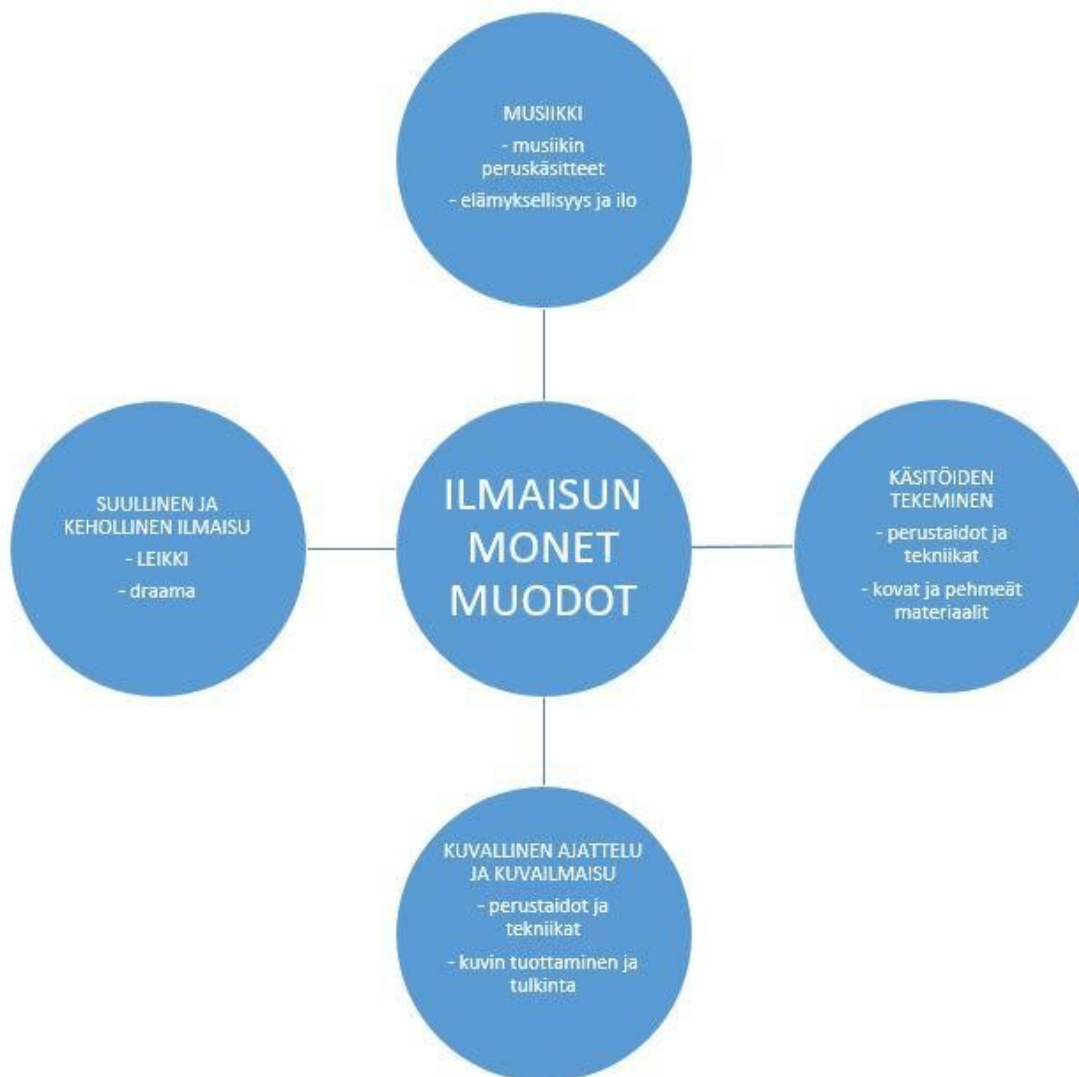 MUSIIKKI
- musiikin
peruskäsitteet
- elämyksellisyys ja ilo
SUULLINEN JA
KEHOLLINEN ILMAISU
- LEIKKI
- draama
ILMAISUN
MONET
MUODOT
KÄSITÖIDEN
TEKEMINEN
- perustaidot ja
tekniikat
- kovat ja pehmeät
materiaalit
KUVALLINEN AJATTELU
JA KUVAILMAISU
- perustaidot ja
tekniikat
- kuvin tuottaminen ja
tulkinta